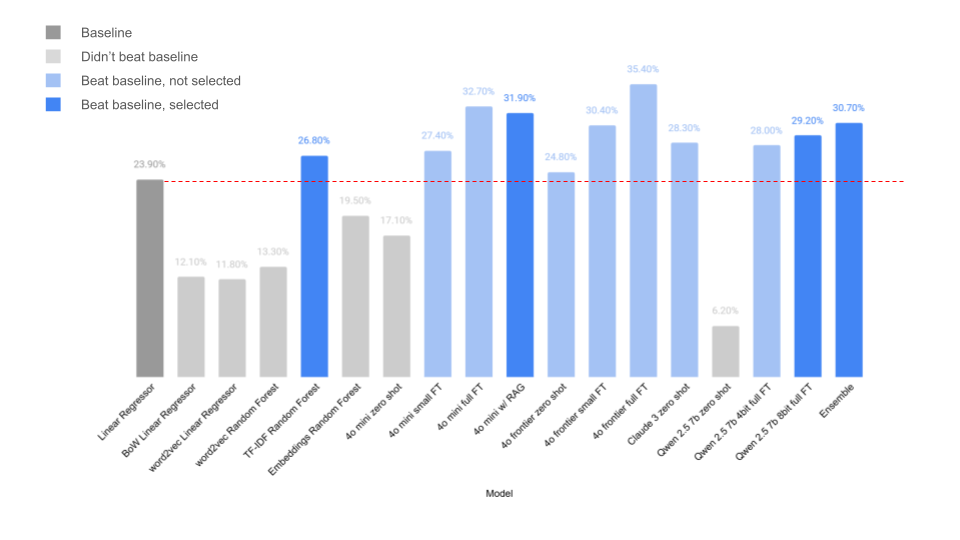 Baseline
Didn’t beat baseline
Beat baseline, not selected
Beat baseline, selected
23.90%
12.10%
11.80%
13.30%
26.80%
19.50%
17.10%
27.40%
32.70%
31.90%
24.80%
30.40%
35.40%
28.30%
6.20%
28.00%
29.20%
30.70%
Linear Regressor
BoW Linear Regressor
word2vec Linear Regressor
word2vec Random Forest
TF-IDF Random Forest
Embeddings Random Forest
4o mini zero shot
4o mini small FT
4o mini full FT
4o mini w/ RAG
4o frontier zero shot
4o frontier small FT
4o frontier full FT
Claude 3 zero shot
Qwen 2.5 7b zero shot
Qwen 2.5 7b 4bit full FT
Qwen 2.5 7b 8bit full FT
Ensemble
Model